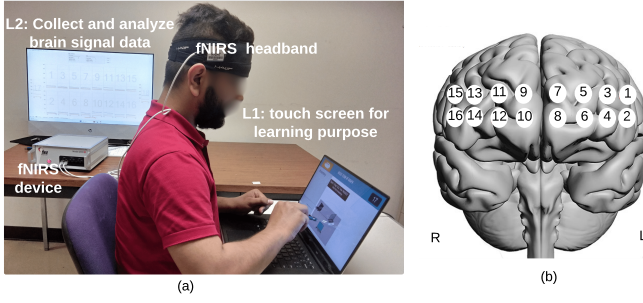 L2: Collect and analyze
brain signal data
fNIRS headband
L1: touch screen for
learning purpose
fNIRS
device
(a)
15 13 11 9 7 5 3 1
16 14 12 10 8 6 4 2
R
L
(b)